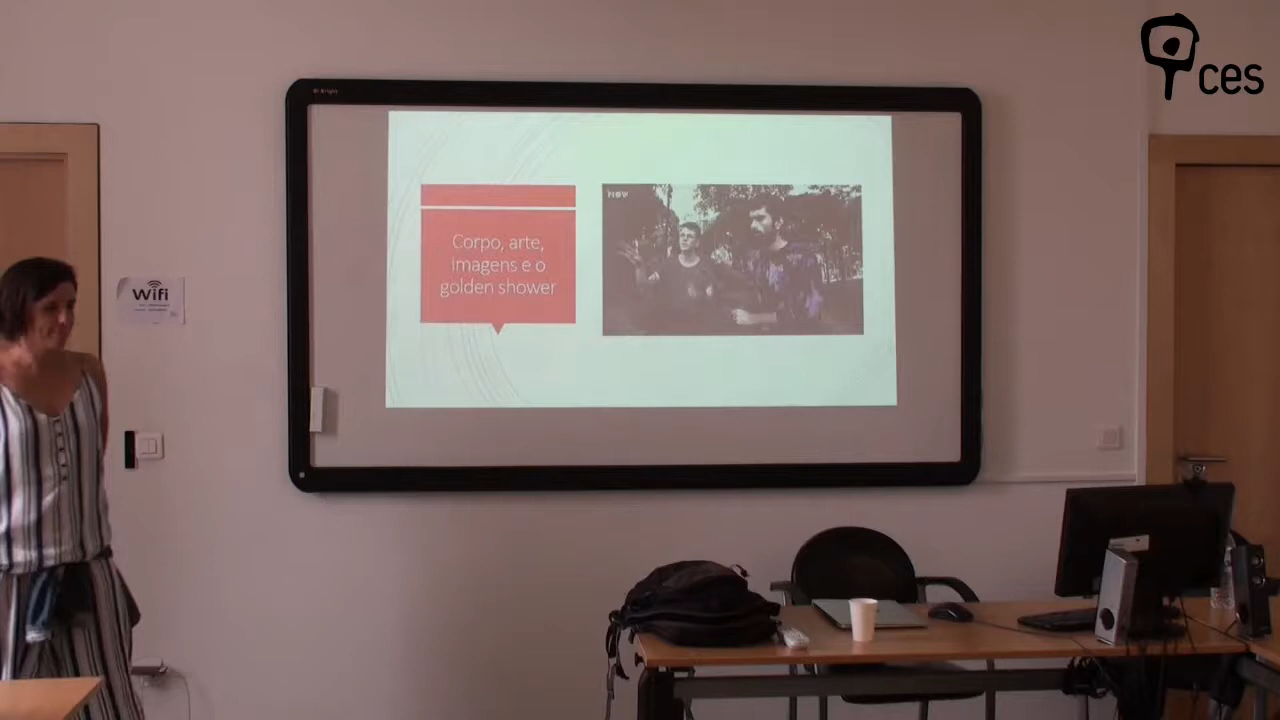 ces
Corpo, arte,
imagens e o
golden shower
wifi